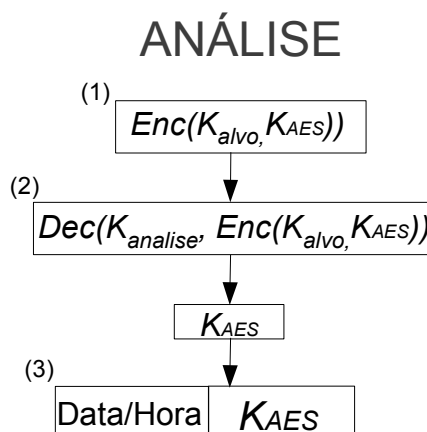 ANÁLISE
(1)
Enc(Kalvo,KAES))
(2)
Dec(Kanalise, Enc(Kalvo,KAES))
KAES
(3)
Data/Hora KAES